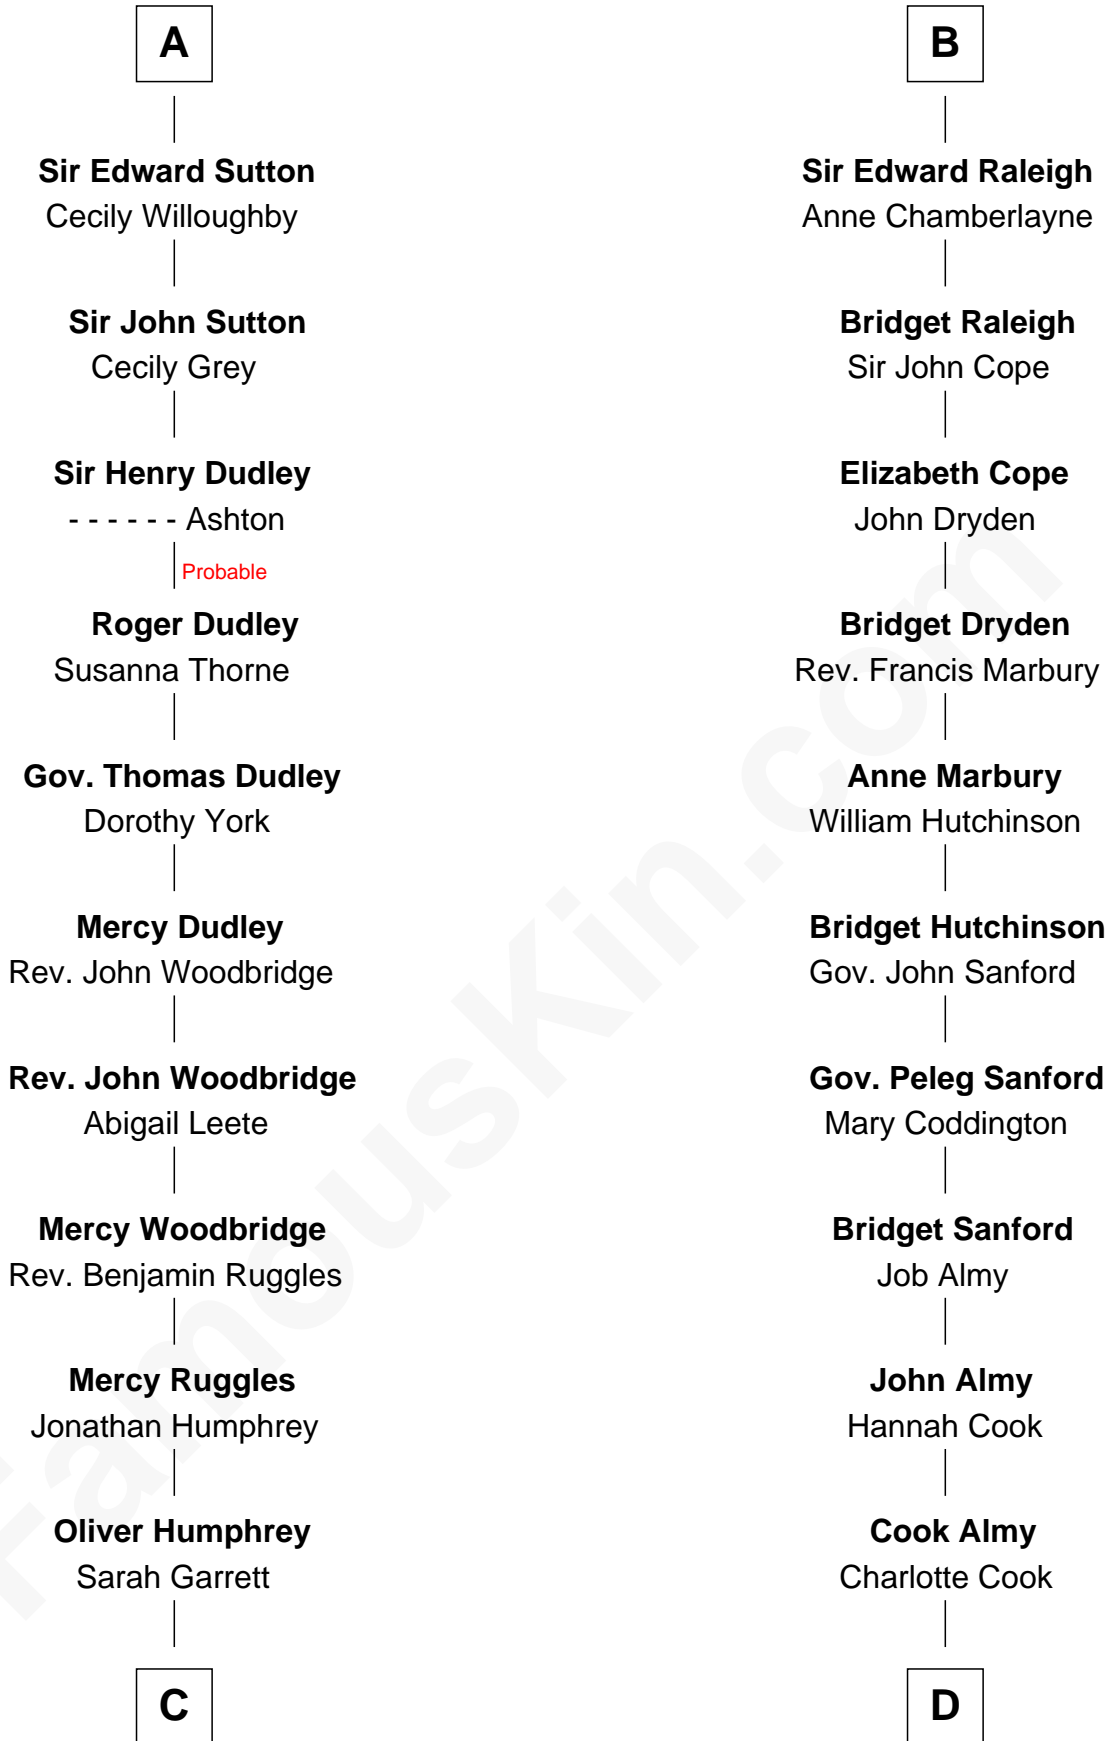 A
Sir Edward Sutton
Cecily Willoughby
Sir John Sutton
Cecily Grey
Sir Henry Dudley
- - - - - - Ashton
Probable
Roger Dudley
Susanna Thorne
Gov. Thomas Dudley
Dorothy York
Mercy Dudley
Rev. John Woodbridge
Rev. John Woodbridge
Abigail Leete
Mercy Woodbridge
Rev. Benjamin Ruggles
Mercy Ruggles
Jonathan Humphrey
Oliver Humphrey
Sarah Garrett
C
B
Sir Edward Raleigh
Anne Chamberlayne
Bridget Raleigh
Sir John Cope
Elizabeth Cope
John Dryden
Bridget Dryden
Rev. Francis Marbury
Anne Marbury
William Hutchinson
Bridget Hutchinson
Gov. John Sanford
Gov. Peleg Sanford
Mary Coddington
Bridget Sanford
Job Almy
John Almy
Hannah Cook
Cook Almy
Charlotte Cook
D
FamousKin.com